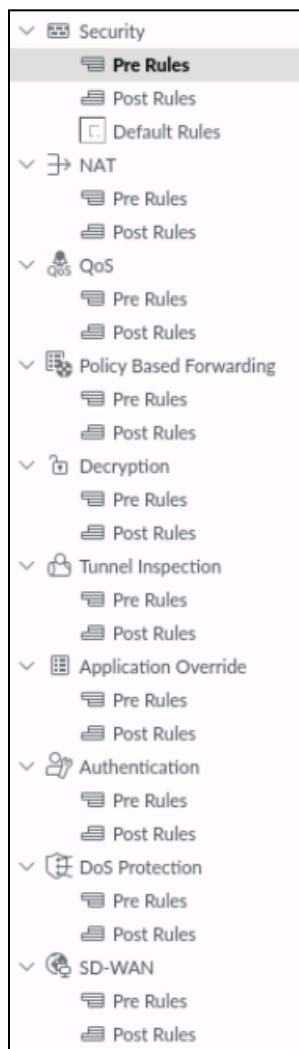 Security
Pre Rules
Post Rules
Default Rules
NAT
Pre Rules
Post Rules
QoS QoS
Pre Rules
Post Rules
Policy Based Forwarding
Pre Rules
Post Rules
Decryption
Pre Rules
Post Rules
Tunnel Inspection
Pre Rules
Post Rules
Application Override
Pre Rules
Post Rules
Authentication
Pre Rules
Post Rules
DoS Protection
Pre Rules
Post Rules
SD-WAN
Pre Rules
Post Rules